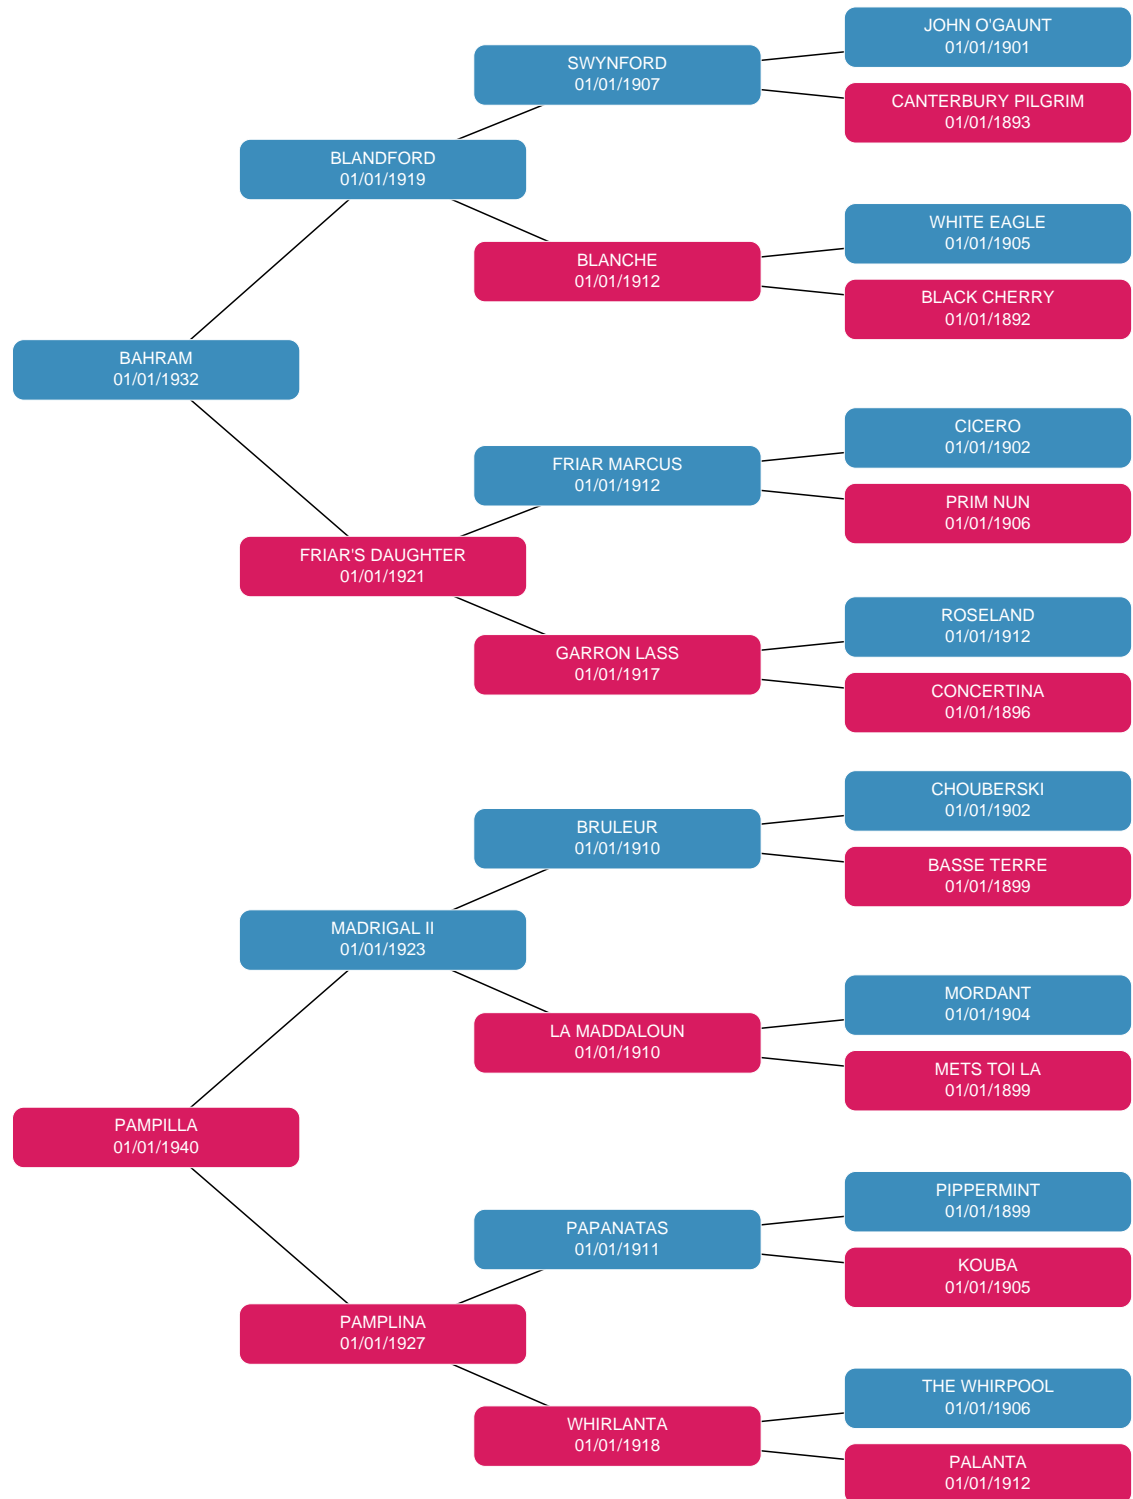 JOHN O'GAUNT
01/01/1901
SWYNFORD
01/01/1907
CANTERBURY PILGRIM
01/01/1893
BLANDFORD
01/01/1919
WHITE EAGLE
01/01/1905
BLANCHE
01/01/1912
BLACK CHERRY
01/01/1892
BAHRAM
01/01/1932
CICERO
01/01/1902
FRIAR MARCUS
01/01/1912
PRIM NUN
01/01/1906
FRIAR'S DAUGHTER
01/01/1921
ROSELAND
01/01/1912
GARRON LASS
01/01/1917
CONCERTINA
01/01/1896
CHOUBERSKI
01/01/1902
BRULEUR
01/01/1910
BASSE TERRE
01/01/1899
MADRIGAL II
01/01/1923
MORDANT
01/01/1904
LA MADDALOUN
01/01/1910
METS TOI LA
01/01/1899
PAMPILLA
01/01/1940
PIPPERMINT
01/01/1899
PAPANATAS
01/01/1911
KOUBA
01/01/1905
PAMPLINA
01/01/1927
THE WHIRPOOL
01/01/1906
WHIRLANTA
01/01/1918
PALANTA
01/01/1912